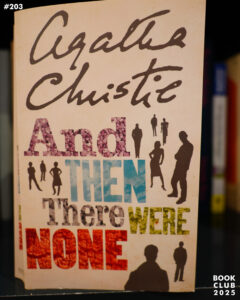 #203
Agatha
Christie
And
THEN
There WERE
NONE
BOOK
CLUB
2025